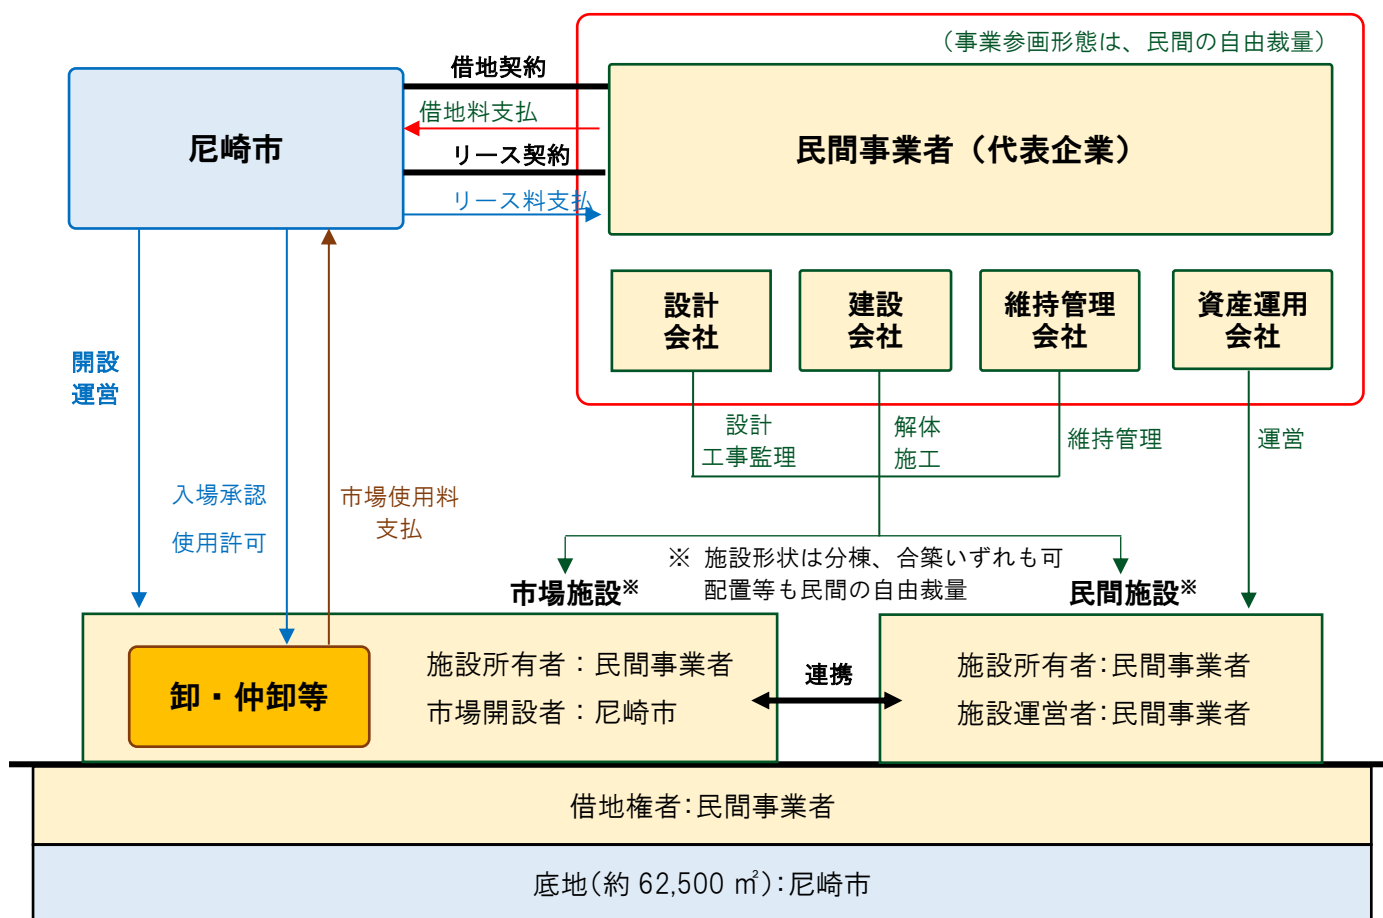 （事業参画形態は、民間の自由裁量）
借地契約
借地料支払
リース契約
リース料支払
尼崎市
民間事業者（代表企業）
設計
会社
建設
会社
維持管理
会社
資産運用
会社
開設
運営
設計
工事監理
解体
施工
維持管理
運営
入場承認
使用許可
市場使用料
支払
※ 施設形状は分棟、合築いずれも可
配置等も民間の自由裁量
市場施設※
民間施設※
卸・仲卸等
施設所有者：民間事業者
市場開設者：尼崎市
連携
施設所有者：民間事業者
施設運営者：民間事業者
借地権者：民間事業者
底地（約 62,500 ㎡）：尼崎市